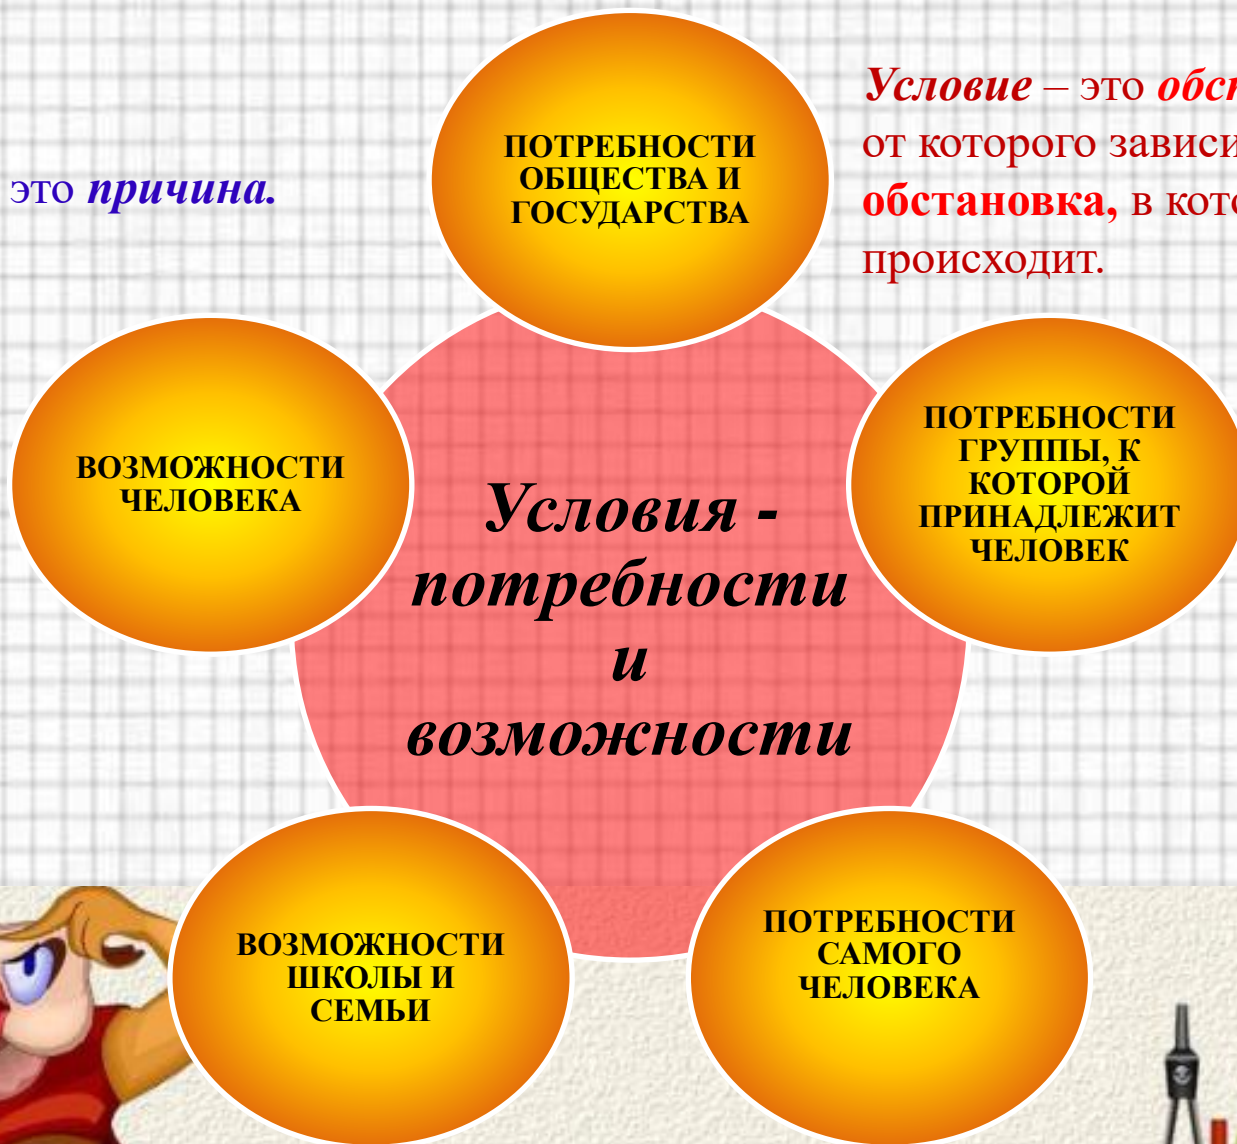 ПОТРЕБНОСТИ
ОБЩЕСТВА И
ГОСУДАРСТВА
это причина.
Условие – это
от которого
обстановка, в
происходит.
ВОЗМОЖНОСТИ
ЧЕЛОВЕКА
ПОТРЕБНОСТИ
ГРУППЫ, К
КОТОРОЙ
ПРИНАДЛЕЖИТ
ЧЕЛОВЕК
Условия -
потребности
и
возможности
ВОЗМОЖНОСТИ
ШКОЛЫ И
СЕМЬИ
ПОТРЕБНОСТИ
САМОГО
ЧЕЛОВЕКА